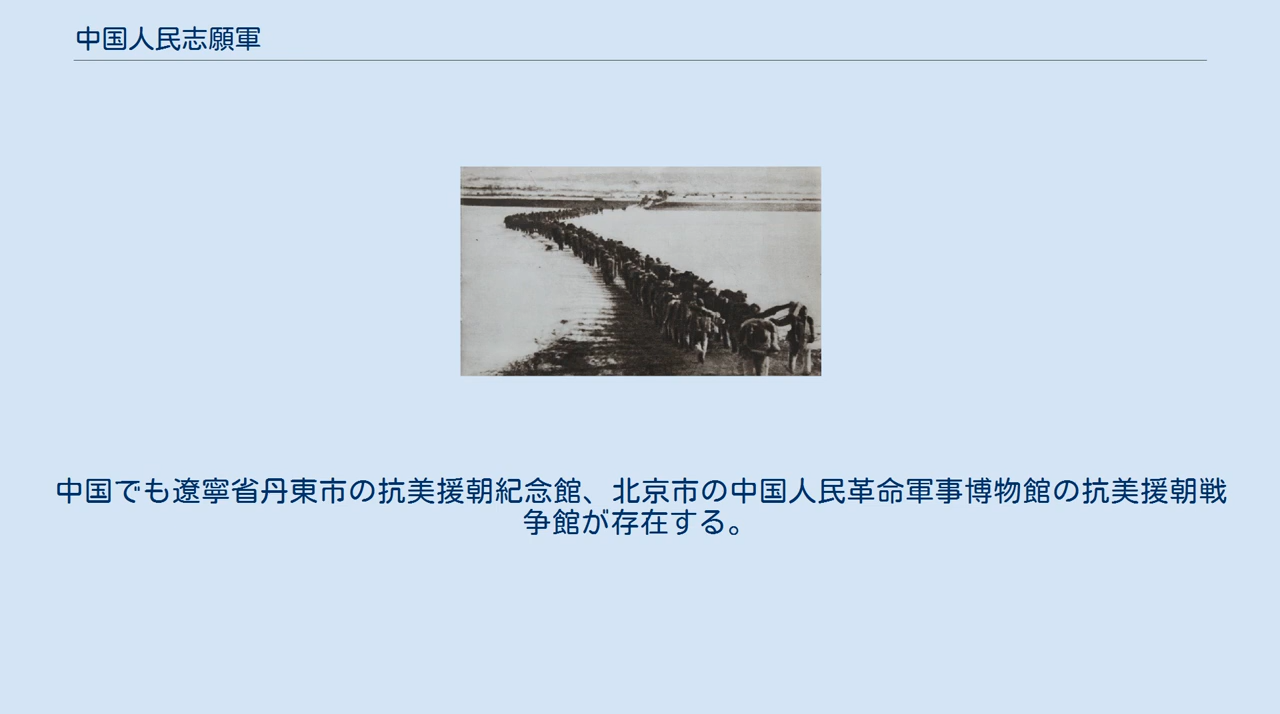 中国人民志願軍
中国でも遼寧省丹東市の抗美援朝紀念館、北京市の中国人民革命軍事博物館の抗美援朝戦
争館が存在する。